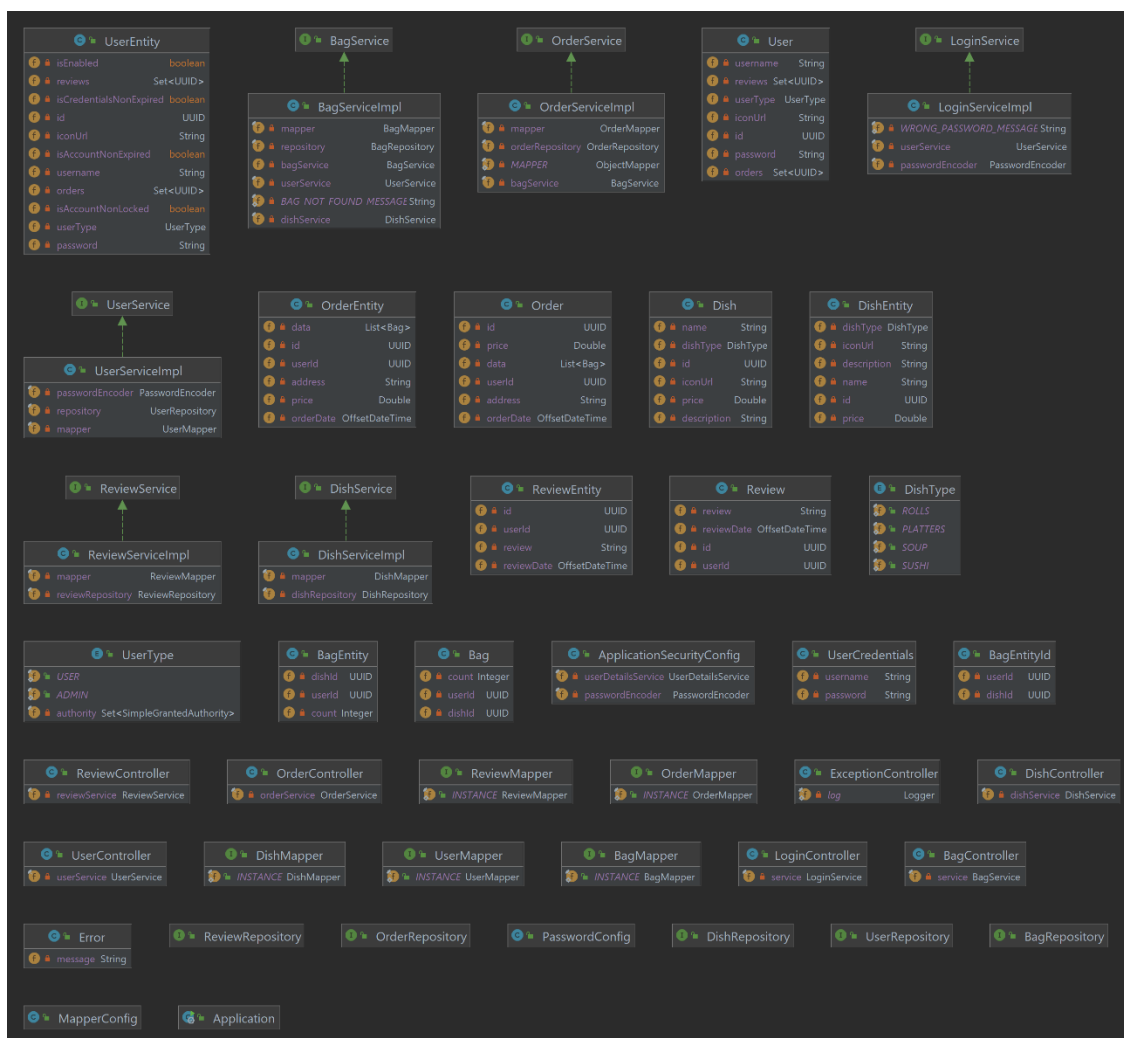 UserEntity
isEnabled boolean
reviews Set<UUID>
isCredentialsNonExpired boolean
id UUID
iconUrl String
isAccountNonExpired boolean
username String
orders Set<UUID>
isAccountNonLocked boolean
userType UserType
password String
BagService
BagServiceImpl
mapper BagMapper
repository BagRepository
bagService BagService
userService UserService
BAG_NOT_FOUND_MESSAGE String
dishService DishService
OrderService
OrderServiceImpl
mapper OrderMapper
orderRepository OrderRepository
MAPPER ObjectMapper
bagService BagService
User
username String
reviews Set<UUID>
userType UserType
iconUrl String
id UUID
password String
orders Set<UUID>
LoginService
LoginServiceImpl
WRONG_PASSWORD_MESSAGE String
userService UserService
passwordEncoder PasswordEncoder
UserService
UserServiceImpl
passwordEncoder PasswordEncoder
repository UserRepository
mapper UserMapper
OrderEntity
data List<Bag>
id UUID
userId UUID
address String
price Double
orderDate OffsetDateTime
Order
id UUID
price Double
data List<Bag>
userId UUID
address String
orderDate OffsetDateTime
Dish
name String
dishType DishType
id UUID
iconUrl String
price Double
description String
DishEntity
dishType DishType
iconUrl String
description String
name String
id UUID
price Double
ReviewService
ReviewServiceImpl
mapper ReviewMapper
reviewRepository ReviewRepository
DishService
DishServiceImpl
mapper DishMapper
dishRepository DishRepository
ReviewEntity
id UUID
userId UUID
review String
reviewDate OffsetDateTime
Review
review String
reviewDate OffsetDateTime
id UUID
userId UUID
DishType
ROLLS
PLATTERS
SOUP
SUSHI
UserType
USER
ADMIN
authority Set<SimpleGrantedAuthority>
BagEntity
dishId UUID
userId UUID
count Integer
Bag
count Integer
userId UUID
dishId UUID
ApplicationSecurityConfig
userDetailsService UserDetailsService
passwordEncoder PasswordEncoder
UserCredentials
username String
password String
BagEntityId
userId UUID
dishId UUID
ReviewController
reviewService ReviewService
OrderController
orderService OrderService
ReviewMapper
INSTANCE ReviewMapper
OrderMapper
INSTANCE OrderMapper
ExceptionController
log Logger
DishController
dishService DishService
UserController
userService UserService
DishMapper
INSTANCE DishMapper
UserMapper
INSTANCE UserMapper
BagMapper
INSTANCE BagMapper
LoginController
service LoginService
BagController
service BagService
Error
message String
ReviewRepository
OrderRepository
PasswordConfig
DishRepository
UserRepository
BagRepository
MapperConfig
Application